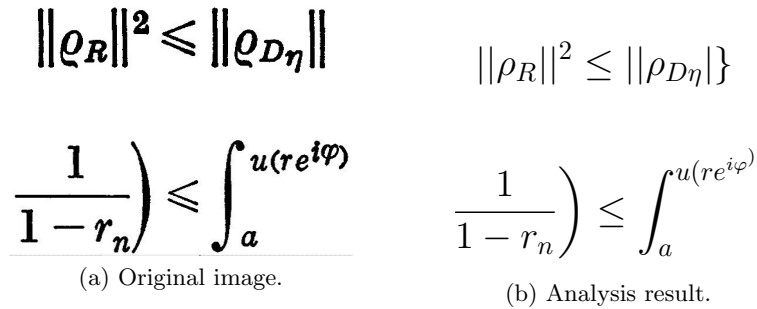 ||ϱ_R||² ⩽ ||ϱ_{Dη}||
1/(1 − r_n) ) ⩽ ∫_a^{u(re^{iφ})}
(a) Original image.
||ρ_R||² ≤ ||ρ_{Dη}|}
1/(1 − r_n) ) ≤ ∫_a^{u(re^{iφ})}
(b) Analysis result.